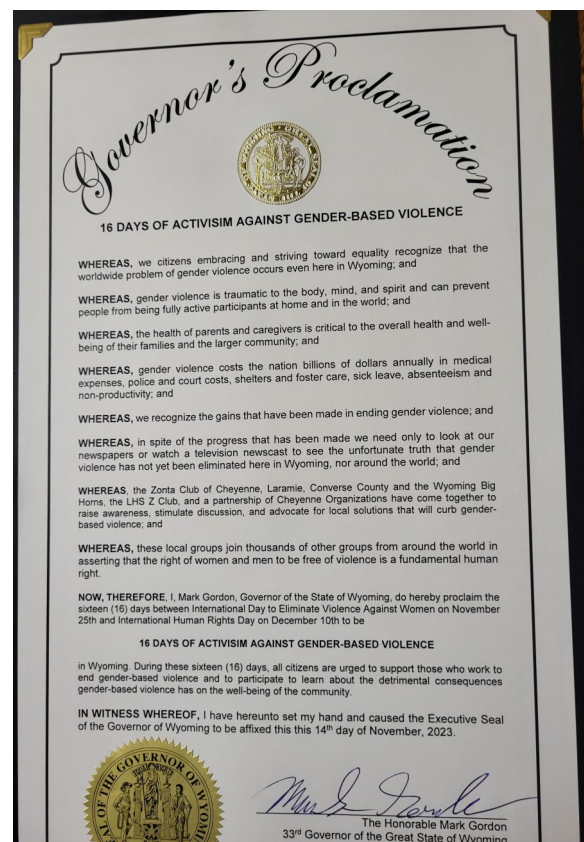 Governor's Proclamation
16 DAYS OF ACTIVISIM AGAINST GENDER-BASED VIOLENCE
WHEREAS, we citizens embracing and striving toward equality recognize that the
worldwide problem of gender violence occurs even here in Wyoming; and
WHEREAS, gender violence is traumatic to the body, mind, and spirit and can prevent
people from being fully active participants at home and in the world; and
WHEREAS, the health of parents and caregivers is critical to the overall health and well-
being of their families and the larger community; and
WHEREAS, gender violence costs the nation billions of dollars annually in medical
expenses, police and court costs, shelters and foster care, sick leave, absenteeism and
non-productivity; and
WHEREAS, we recognize the gains that have been made in ending gender violence; and
WHEREAS, in spite of the progress that has been made we need only to look at our
newspapers or watch a television newscast to see the unfortunate truth that gender
violence has not yet been eliminated here in Wyoming, nor around the world; and
WHEREAS, the Zonta Club of Cheyenne, Laramie, Converse County and the Wyoming Big
Horns, the LHS Z Club, and a partnership of Cheyenne Organizations have come together to
raise awareness, stimulate discussion, and advocate for local solutions that will curb gender-
based violence; and
WHEREAS, these local groups join thousands of other groups from around the world in
asserting that the right of women and men to be free of violence is a fundamental human
right.
NOW, THEREFORE, I, Mark Gordon, Governor of the State of Wyoming, do hereby proclaim the
sixteen (16) days between International Day to Eliminate Violence Against Women on November
25th and International Human Rights Day on December 10th to be
16 DAYS OF ACTIVISIM AGAINST GENDER-BASED VIOLENCE
in Wyoming. During these sixteen (16) days, all citizens are urged to support those who work to
end gender-based violence and to participate to learn about the detrimental consequences
gender-based violence has on the well-being of the community.
IN WITNESS WHEREOF, I have hereunto set my hand and caused the Executive Seal
of the Governor of Wyoming to be affixed this this 14th day of November, 2023.
The Honorable Mark Gordon
33rd Governor of the Great State of Wyoming